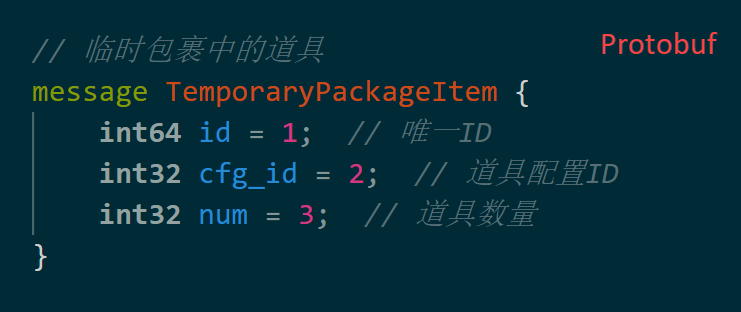 // 临时包裹中的道具
Protobuf
message TemporaryPackageItem {
    int64 id = 1;  // 唯一ID
    int32 cfg_id = 2;  // 道具配置ID
    int32 num = 3;  // 道具数量
}